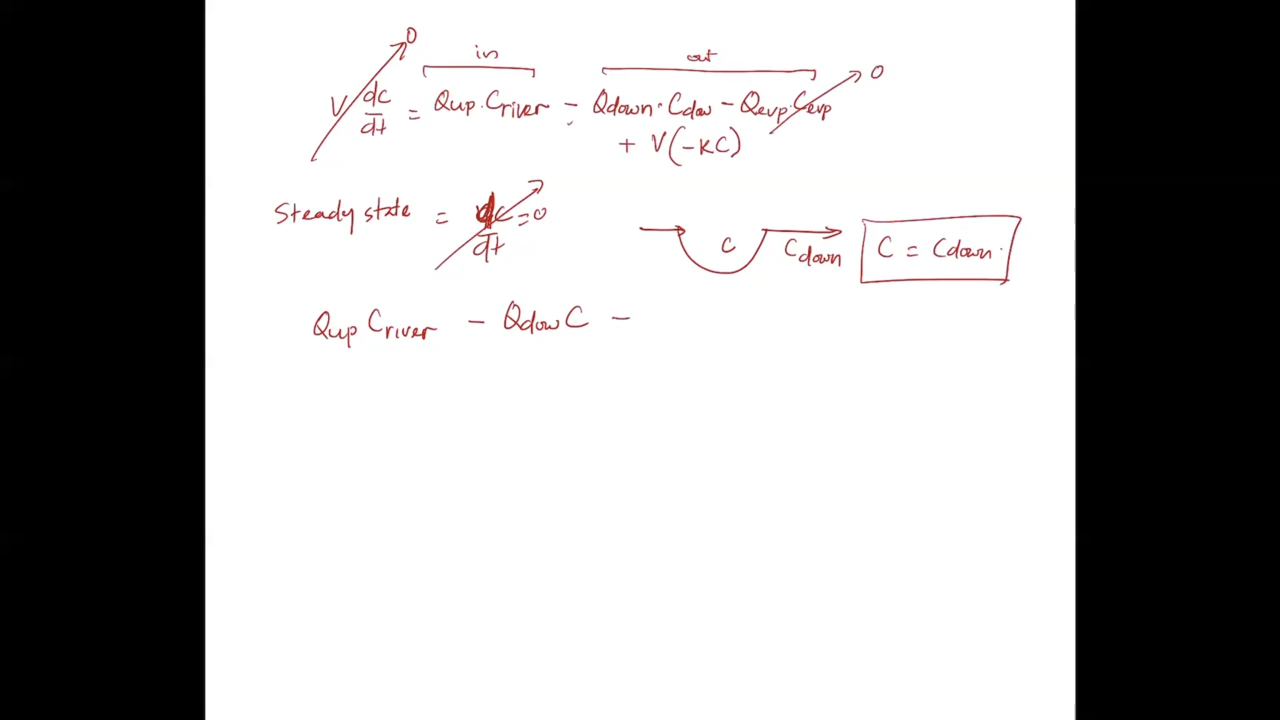 in out
V dc/dt = Qup · Criver − Qdown · Cdow − Qevp · Cevp
0 0
+ V(−KC)
Steady state = dc/dt = 0
C Cdown C = Cdown.
Qup Criver − Qdow C −